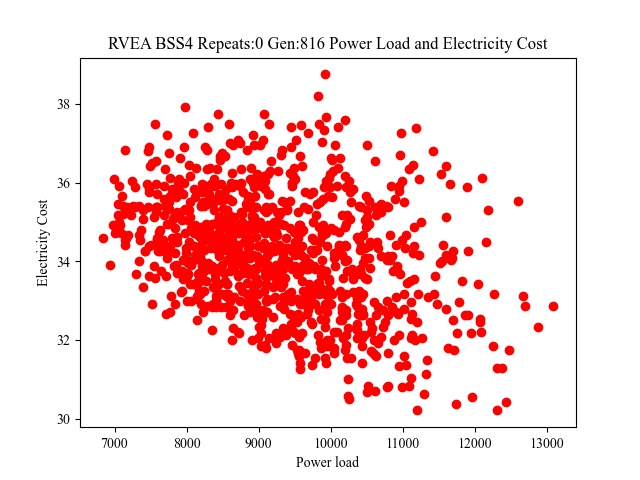 RVEA BSS4 Repeats:0 Gen:816 Power Load and Electricity Cost
38
36
34
32
30
Electricity Cost
7000 8000 9000 10000 11000 12000 13000
Power load